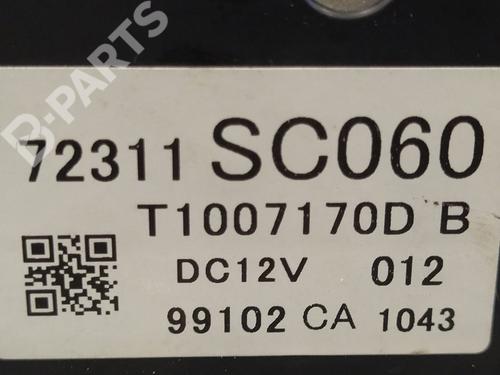 B-PARTS
72311 SC060
T1007170D B
DC12V 012
99102 CA 1043